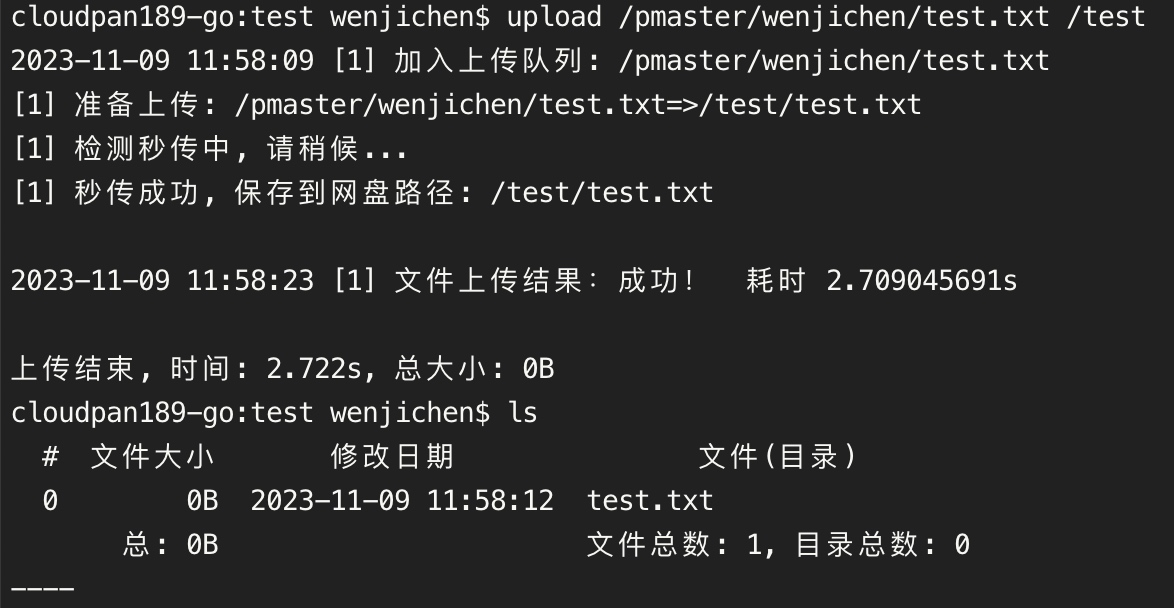 cloudpan189-go:test wenjichen$ upload /pmaster/wenjichen/test.txt /test
2023-11-09 11:58:09 [1] 加入上传队列: /pmaster/wenjichen/test.txt
[1] 准备上传: /pmaster/wenjichen/test.txt=>/test/test.txt
[1] 检测秒传中, 请稍候...
[1] 秒传成功, 保存到网盘路径: /test/test.txt
2023-11-09 11:58:23 [1] 文件上传结果: 成功! 耗时 2.709045691s
上传结束, 时间: 2.722s, 总大小: 0B
cloudpan189-go:test wenjichen$ ls
# 文件大小 修改日期 文件(目录)
0 0B 2023-11-09 11:58:12 test.txt
总: 0B 文件总数: 1, 目录总数: 0
----